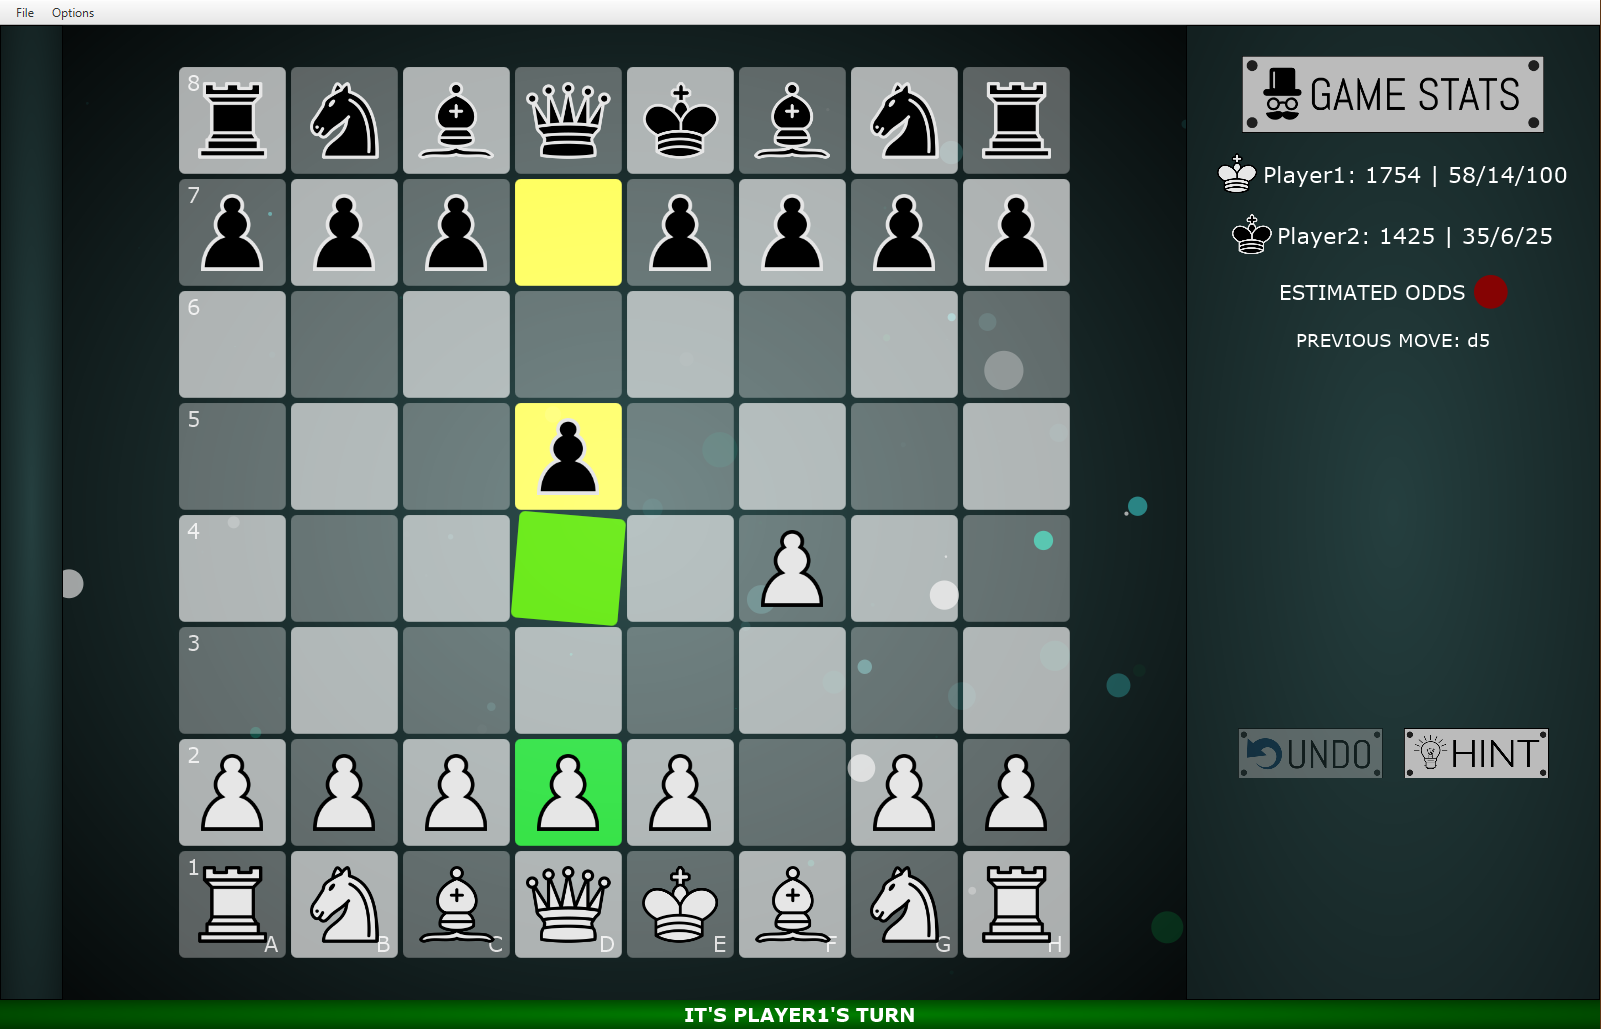 File Options
8
7
6
5
4
3
2
1
A B C D E F G H
GAME STATS
Player1: 1754 | 58/14/100
Player2: 1425 | 35/6/25
ESTIMATED ODDS
PREVIOUS MOVE: d5
UNDO HINT
IT'S PLAYER1'S TURN